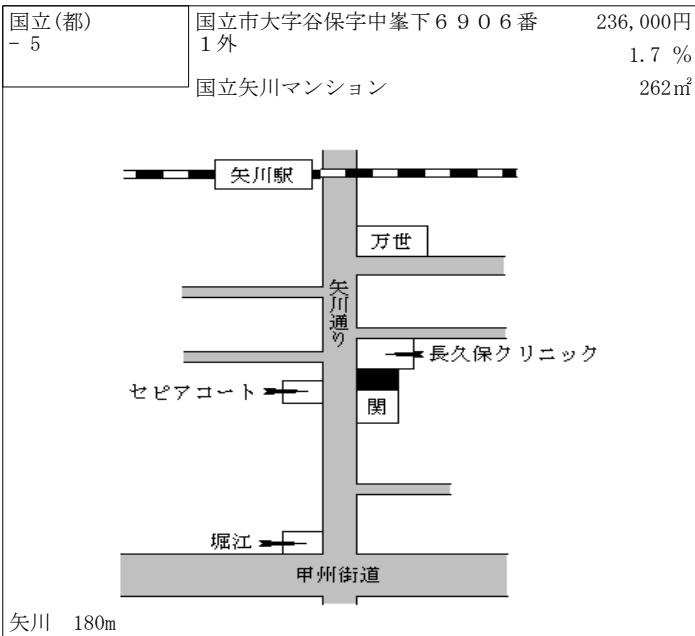 国立(都)
－5
国立市大字谷保字中峯下６９０６番
１外
236,000円
1.7 %
国立矢川マンション
262㎡
矢川駅
万世
矢川通り
長久保クリニック
セピアコート
関
堀江
甲州街道
矢川 180m